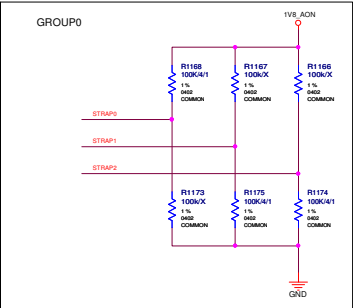 GROUP0
1V8_AON
R1168
100K/4/1
1 %
0402
COMMON
R1167
100k/X
1 %
0402
COMMON
R1166
100k/X
1 %
0402
COMMON
STRAP0
STRAP1
STRAP2
R1173
100k/X
1 %
0402
COMMON
R1175
100K/4/1
1 %
0402
COMMON
R1174
100K/4/1
1 %
0402
COMMON
GND